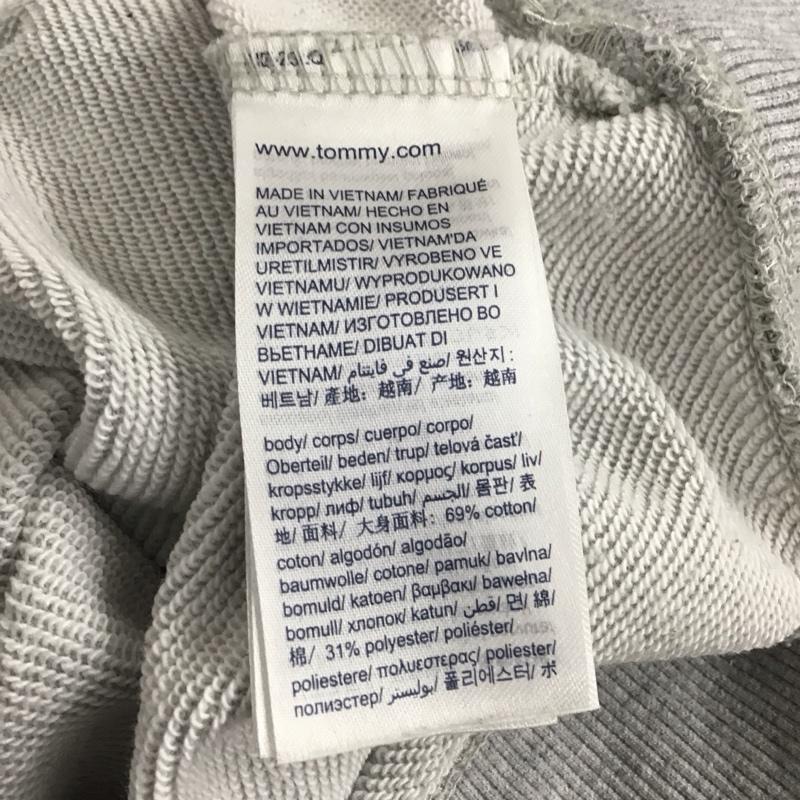 www.tommy.com
MADE IN VIETNAM/ FABRIQUÉ
AU VIETNAM/ HECHO EN
VIETNAM CON INSUMOS
IMPORTADOS/ VIETNAM'DA
URETILMISTIR/ VYROBENO VE
VIETNAMU/ WYPRODUKOWANO
W WIETNAMIE/ PRODUSERT I
VIETNAM/ ИЗГОТОВЛЕНО ВО
ВЬЕТНАМЕ/ DIBUAT DI
VIETNAM/ صنع في فايتنام/ 원산지 :
베트남/ 產地：越南/ 产地：越南
body/ corps/ cuerpo/ corpo/
Oberteil/ beden/ trup/ telová časť/
kropsstykke/ lijf/ κορμος/ korpus/ liv/
kropp/ лиф/ tubuh/ الجسم/ 몸판/ 表
地/ 面料/ 大身面料：69% cotton/
coton/ algodón/ algodão/
baumwolle/ cotone/ pamuk/ bavlna/
bomuld/ katoen/ βαμβακι/ bawełna/
bomull/ хлопок/ katun/ قطن/ 면/ 綿/
棉/ 31% polyester/ poliéster/
poliestere/ πολυεστερας/ poliester/
полиэстер/ بوليستر/ 폴리에스터/ ポ